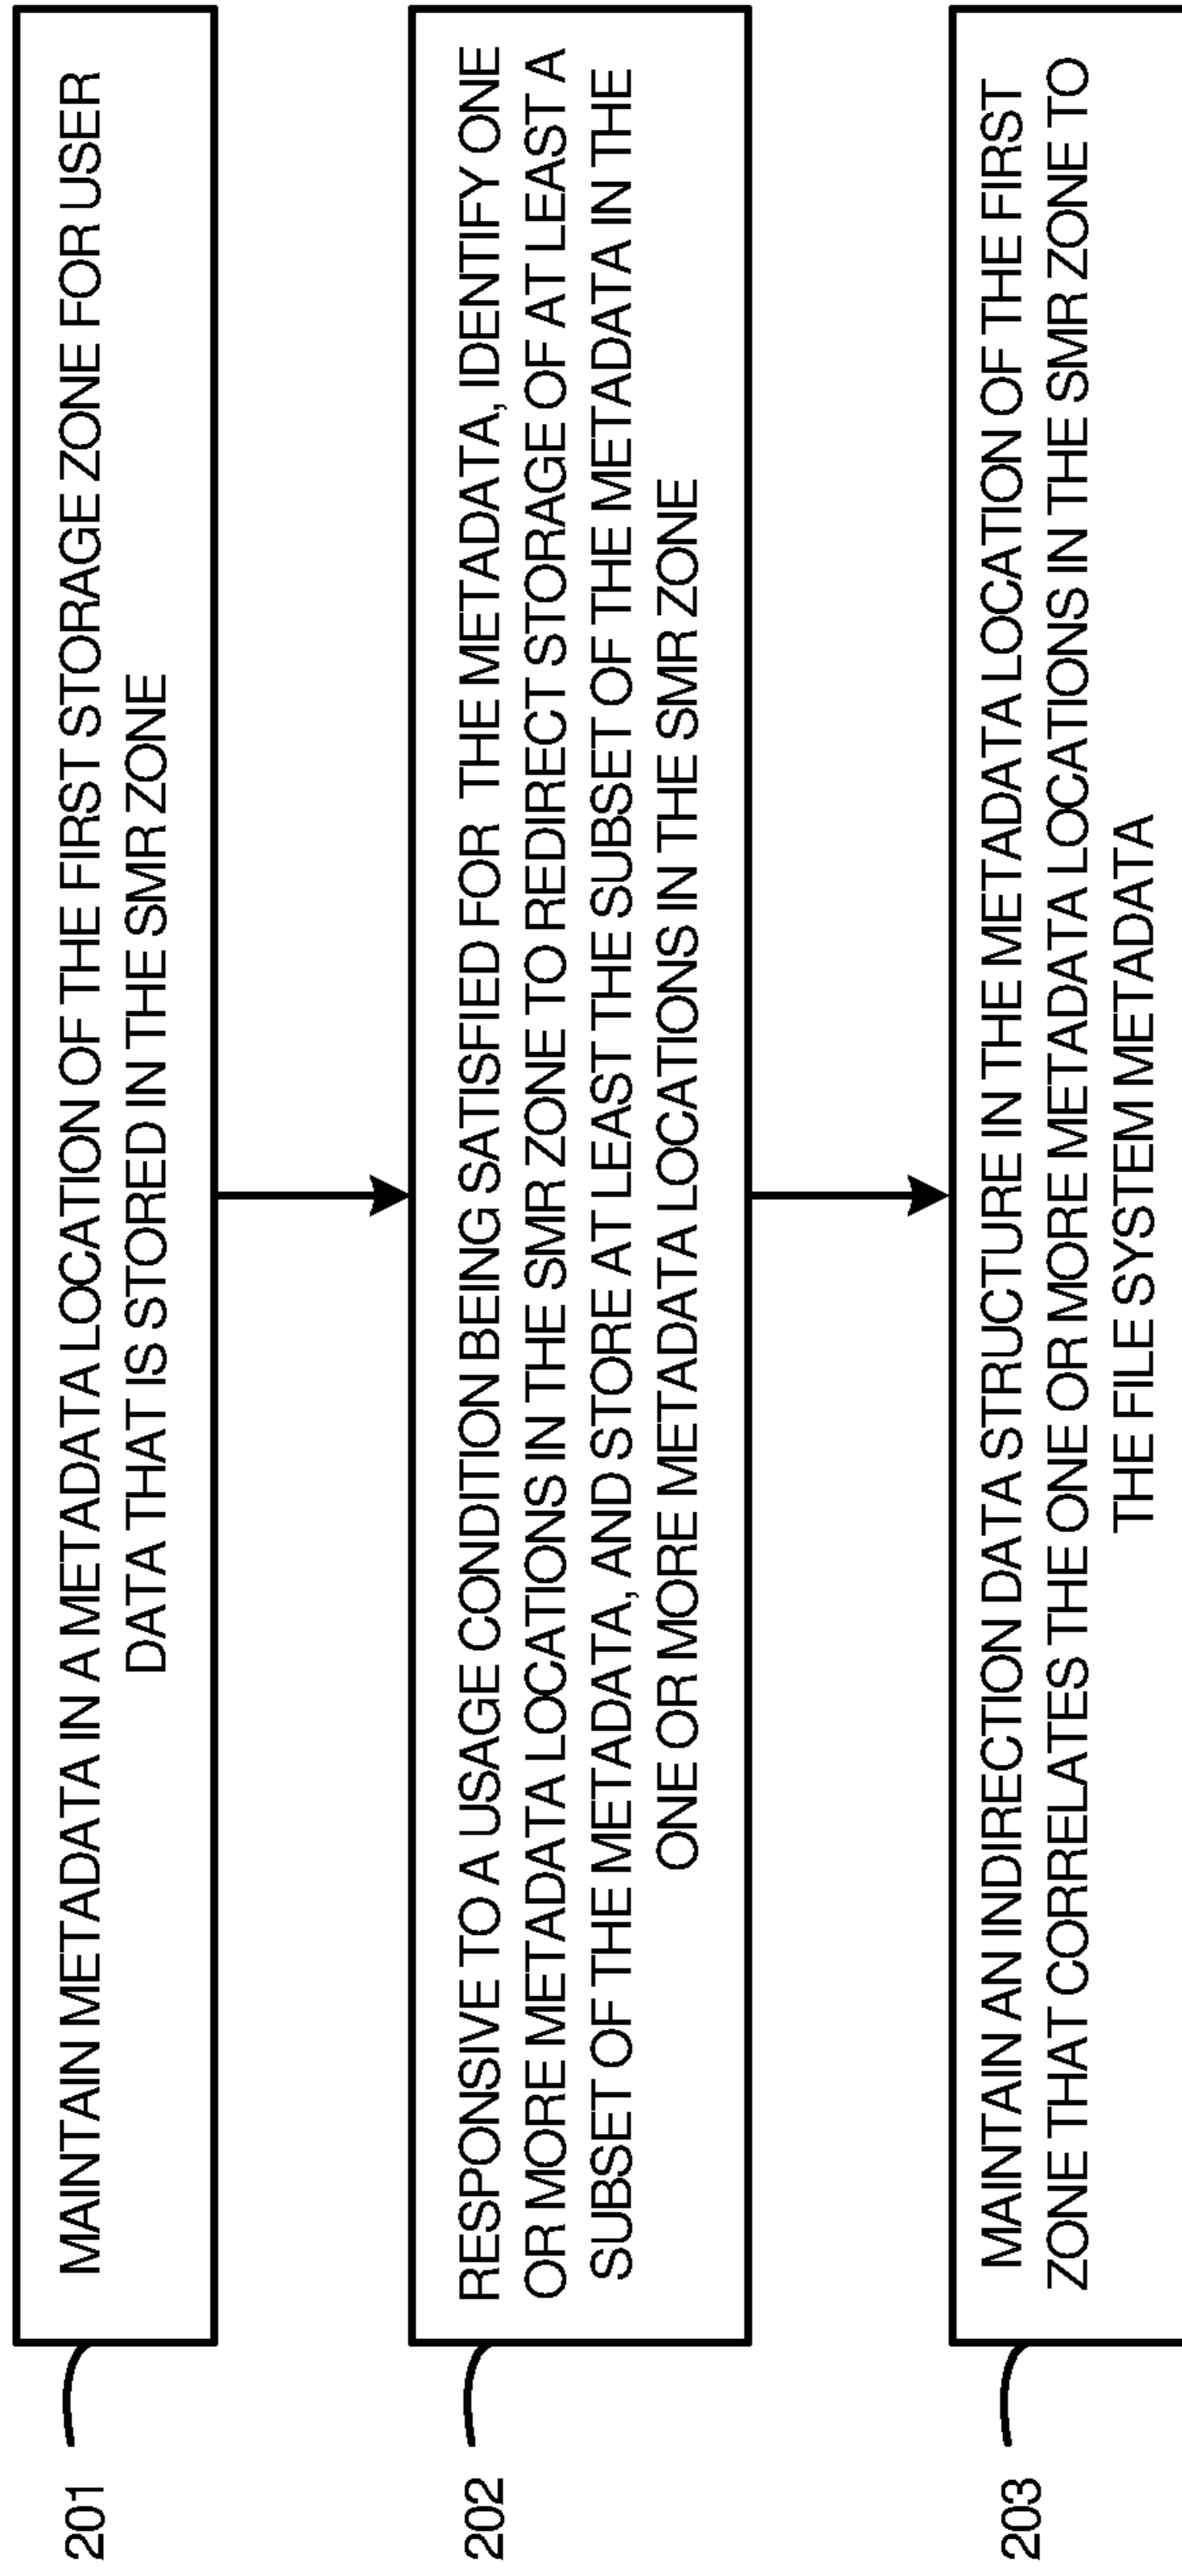 201
MAINTAIN METADATA IN A METADATA LOCATION OF THE FIRST STORAGE ZONE FOR USER
DATA THAT IS STORED IN THE SMR ZONE
202
RESPONSIVE TO A USAGE CONDITION BEING SATISFIED FOR THE METADATA, IDENTIFY ONE
OR MORE METADATA LOCATIONS IN THE SMR ZONE TO REDIRECT STORAGE OF AT LEAST A
SUBSET OF THE METADATA, AND STORE AT LEAST THE SUBSET OF THE METADATA IN THE
ONE OR MORE METADATA LOCATIONS IN THE SMR ZONE
203
MAINTAIN AN INDIRECTION DATA STRUCTURE IN THE METADATA LOCATION OF THE FIRST
ZONE THAT CORRELATES THE ONE OR MORE METADATA LOCATIONS IN THE SMR ZONE TO
THE FILE SYSTEM METADATA